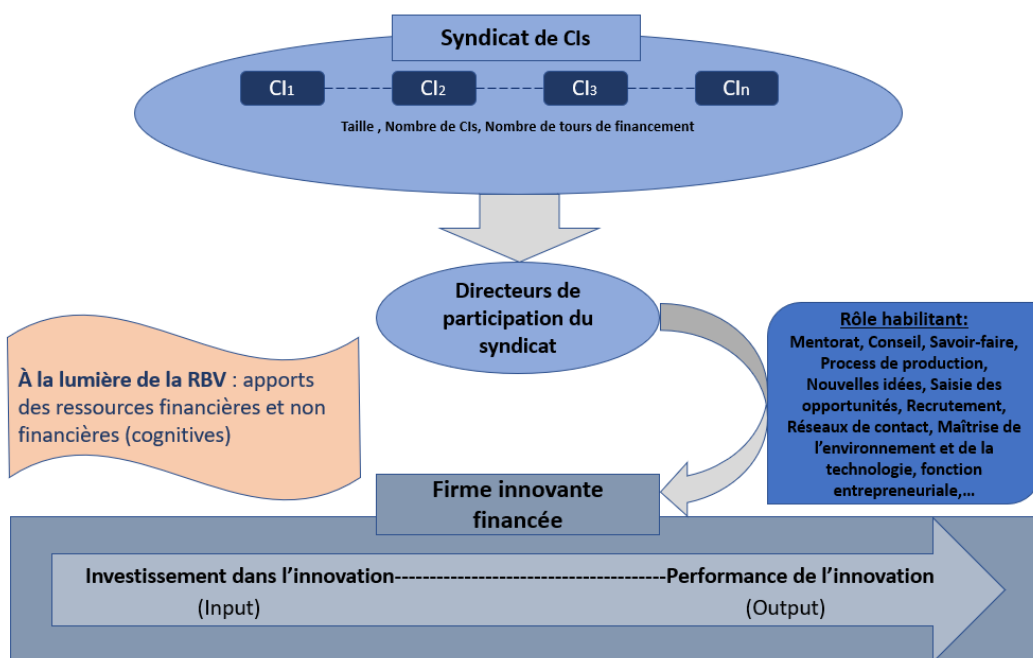 Syndicat de CIs
CI1 CI2 CI3 CIn
Taille , Nombre de CIs, Nombre de tours de financement
Directeurs de
participation du
syndicat
À la lumière de la RBV : apports
des ressources financières et non
financières (cognitives)
Rôle habilitant:
Mentorat, Conseil, Savoir-faire,
Process de production,
Nouvelles idées, Saisie des
opportunités, Recrutement,
Réseaux de contact, Maîtrise de
l’environnement et de la
technologie, fonction
entrepreneuriale,...
Firme innovante
financée
Investissement dans l’innovation----------------------------------------Performance de l’innovation
(Input) (Output)